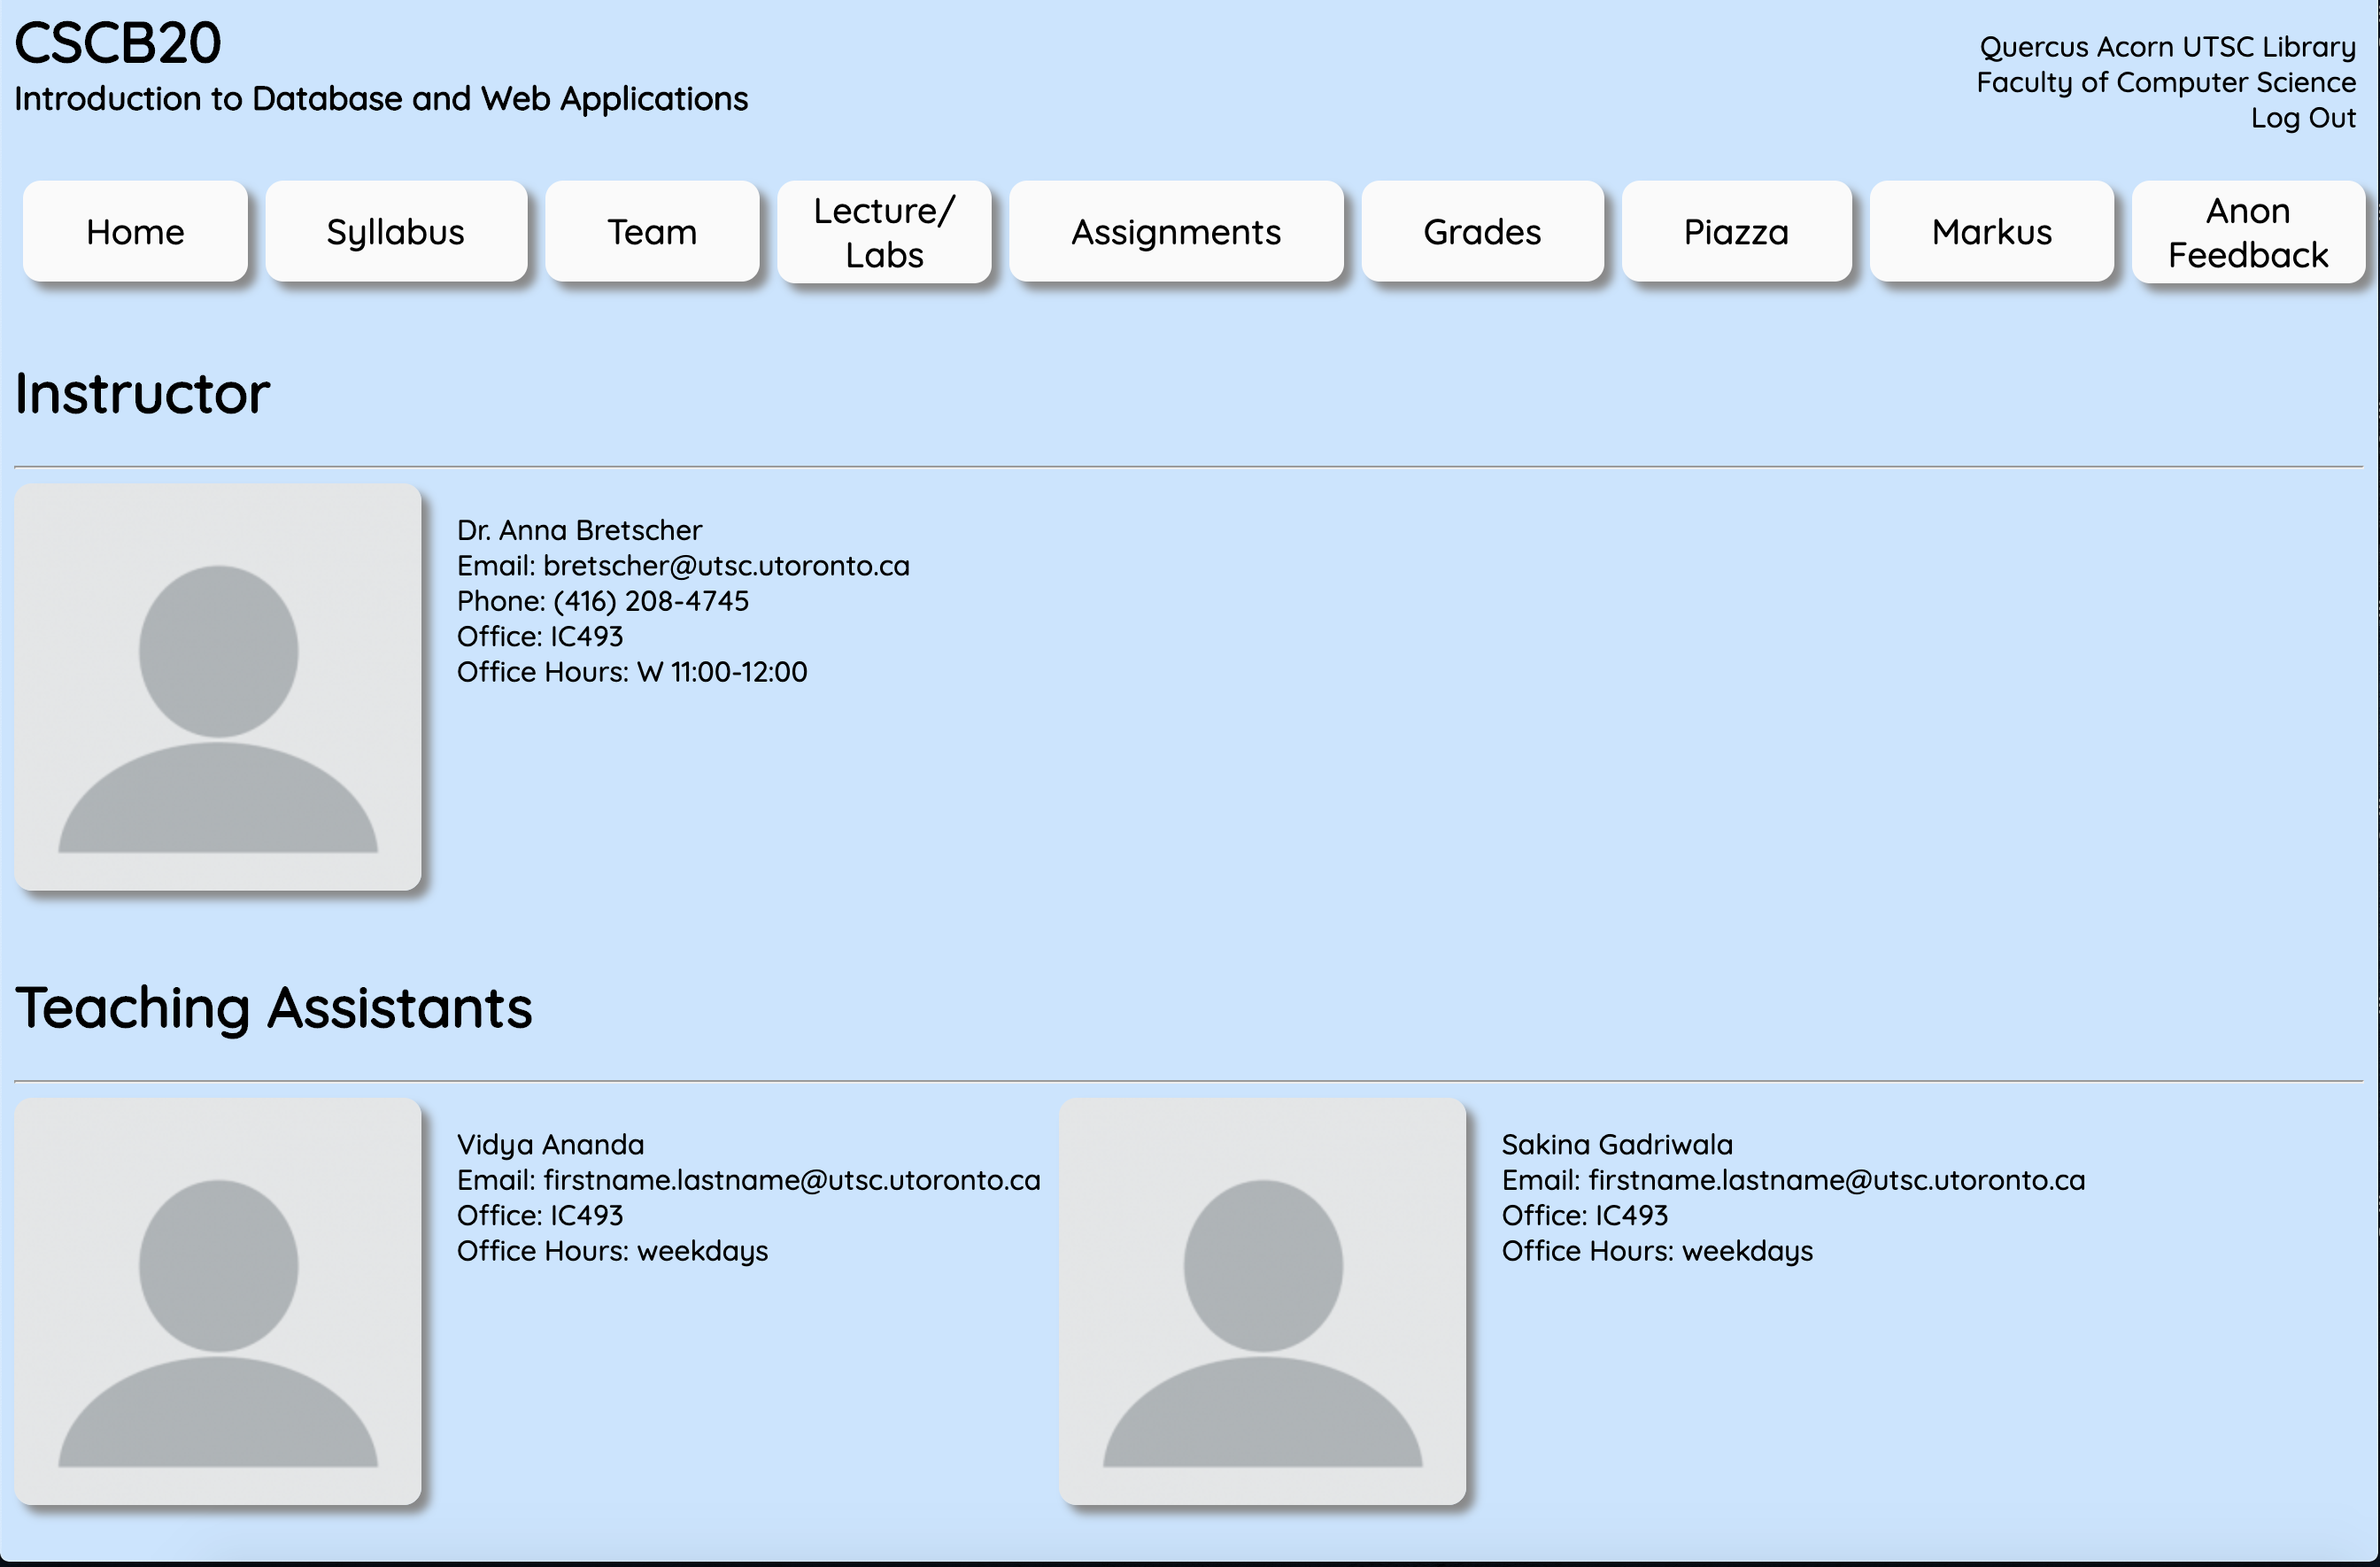 CSCB20
Introduction to Database and Web Applications
Quercus Acorn UTSC Library
Faculty of Computer Science
Log Out
Home
Syllabus
Team
Lecture/
Labs
Assignments
Grades
Piazza
Markus
Anon
Feedback
Instructor
Dr. Anna Bretscher
Email: bretscher@utsc.utoronto.ca
Phone: (416) 208-4745
Office: IC493
Office Hours: W 11:00-12:00
Teaching Assistants
Vidya Ananda
Email: firstname.lastname@utsc.utoronto.ca
Office: IC493
Office Hours: weekdays
Sakina Gadriwala
Email: firstname.lastname@utsc.utoronto.ca
Office: IC493
Office Hours: weekdays